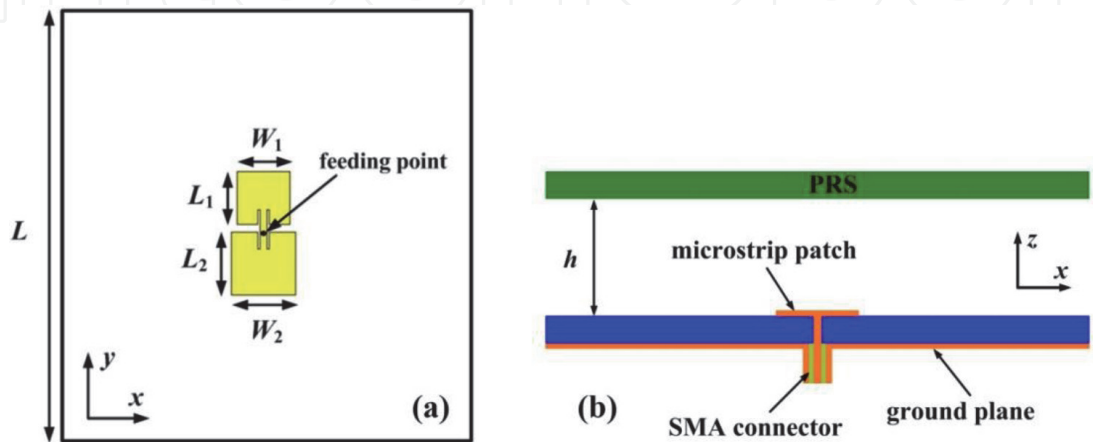 W₁
feeding point
L₁
L
L₂
W₂
y
x
(a)
PRS
h
microstrip patch
z
x
(b)
SMA connector
ground plane